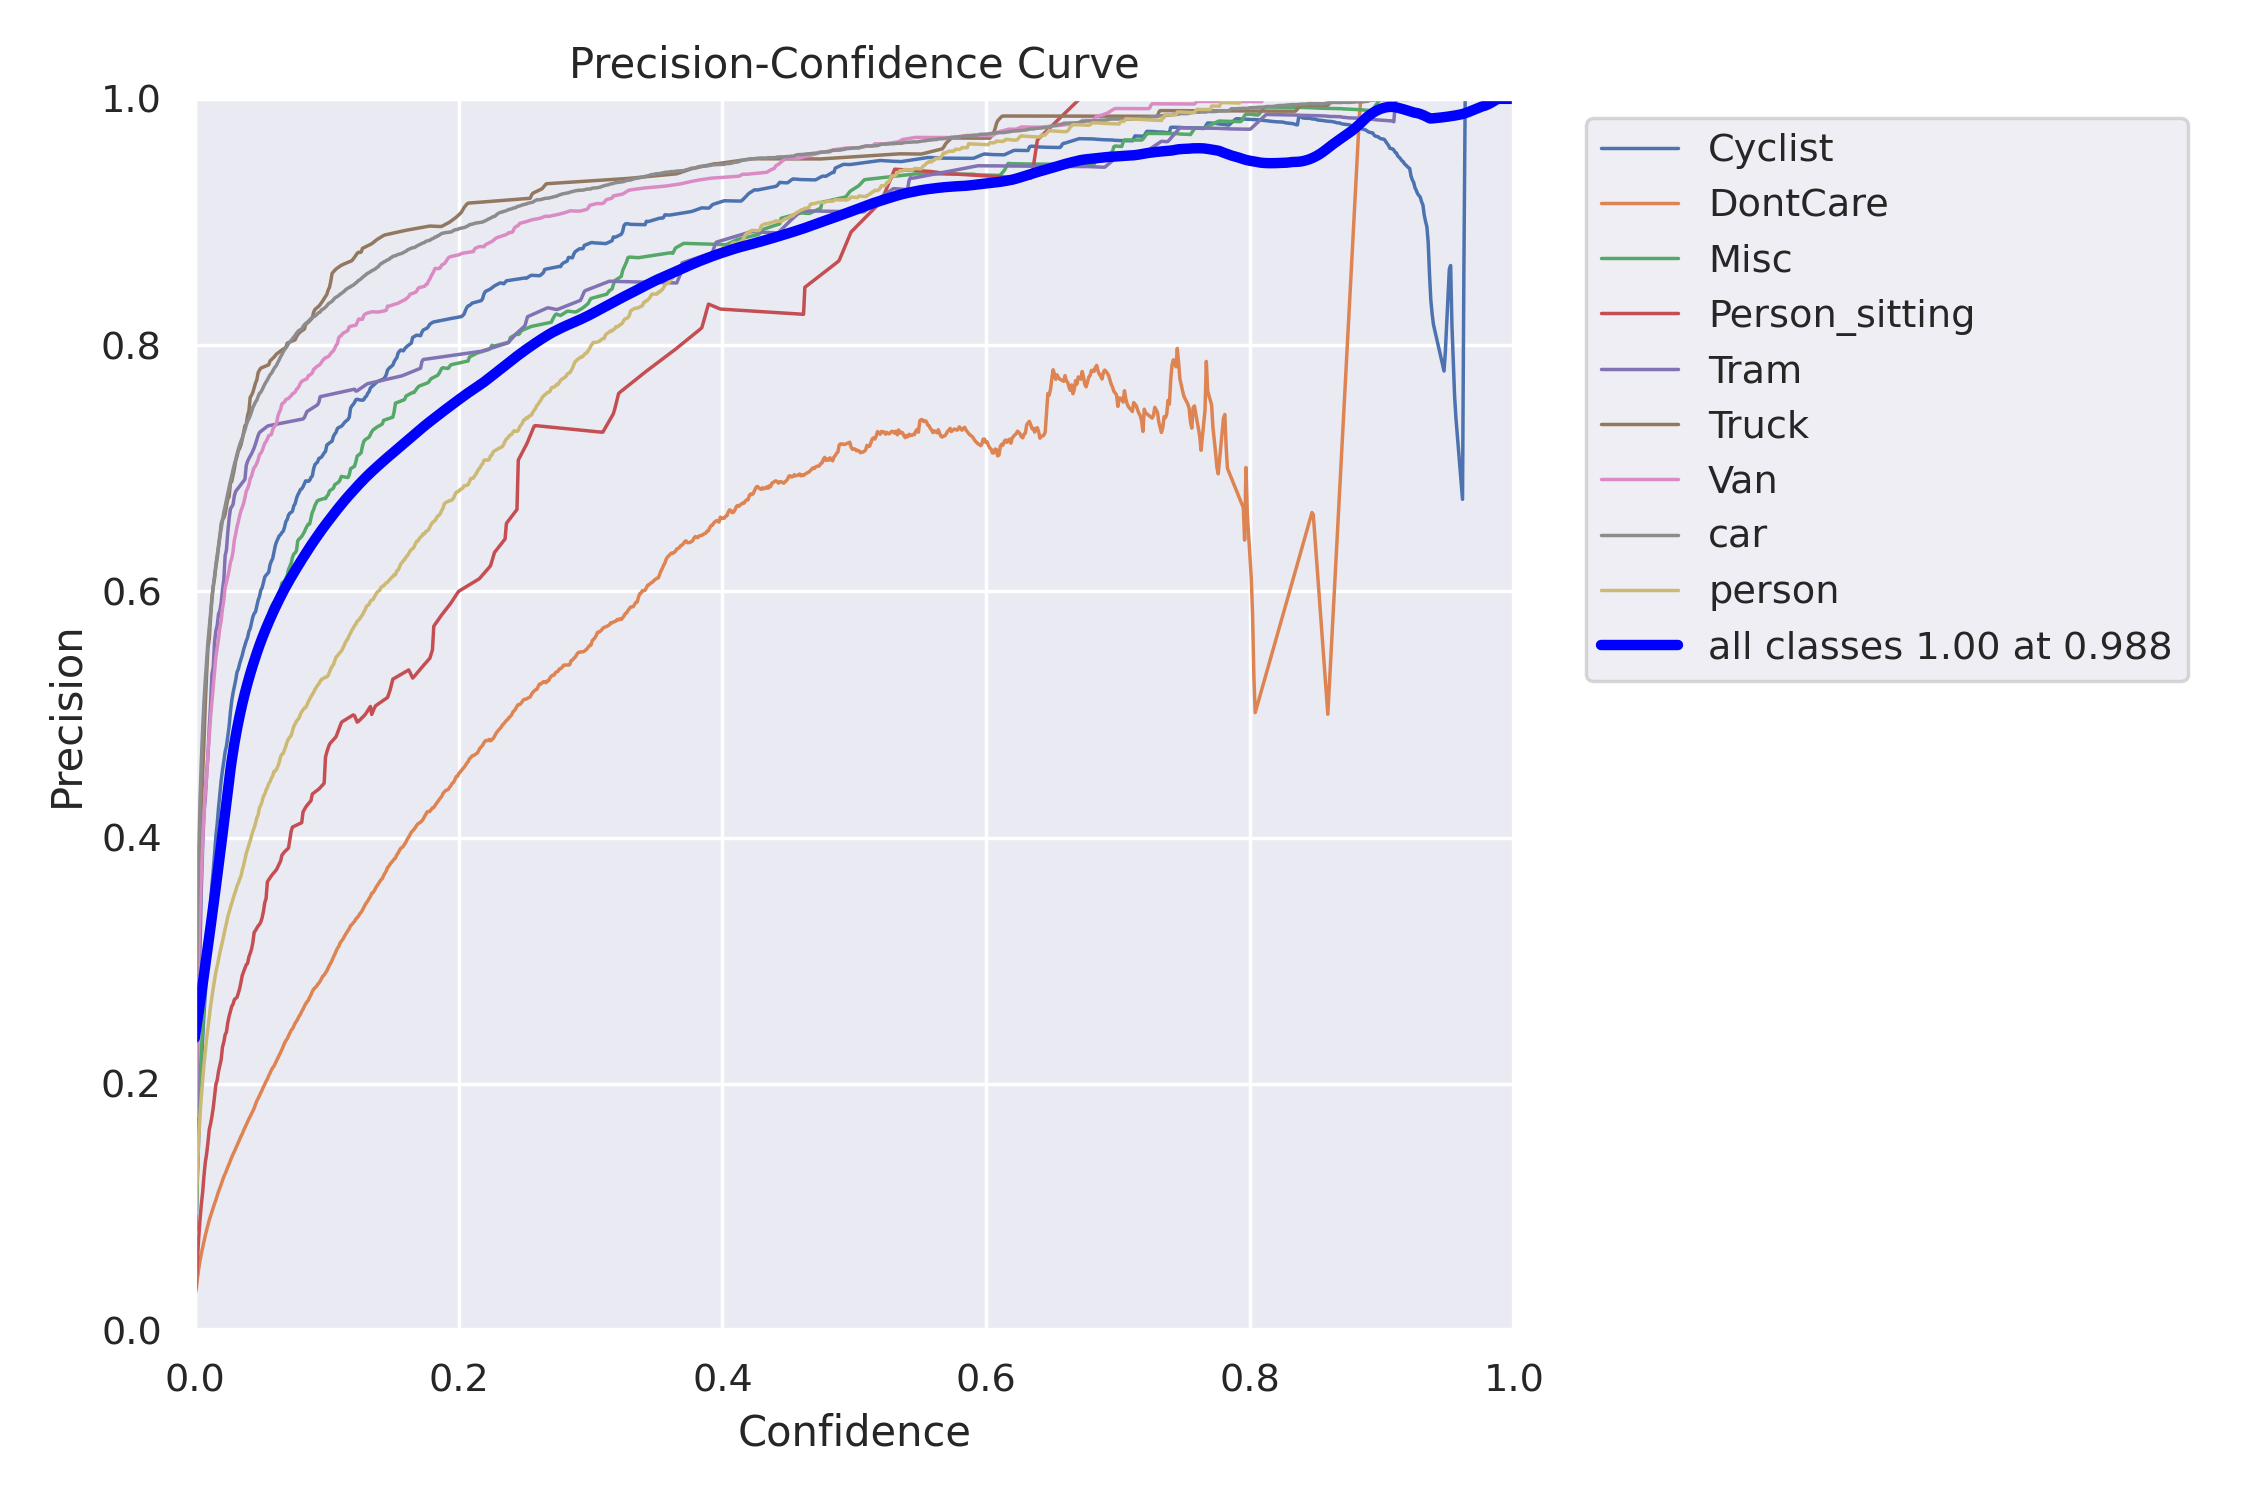 Precision-Confidence Curve
1.0
0.8
0.6
0.4
0.2
0.0
Precision
0.0 0.2 0.4 0.6 0.8 1.0
Confidence
Cyclist
DontCare
Misc
Person_sitting
Tram
Truck
Van
car
person
all classes 1.00 at 0.988